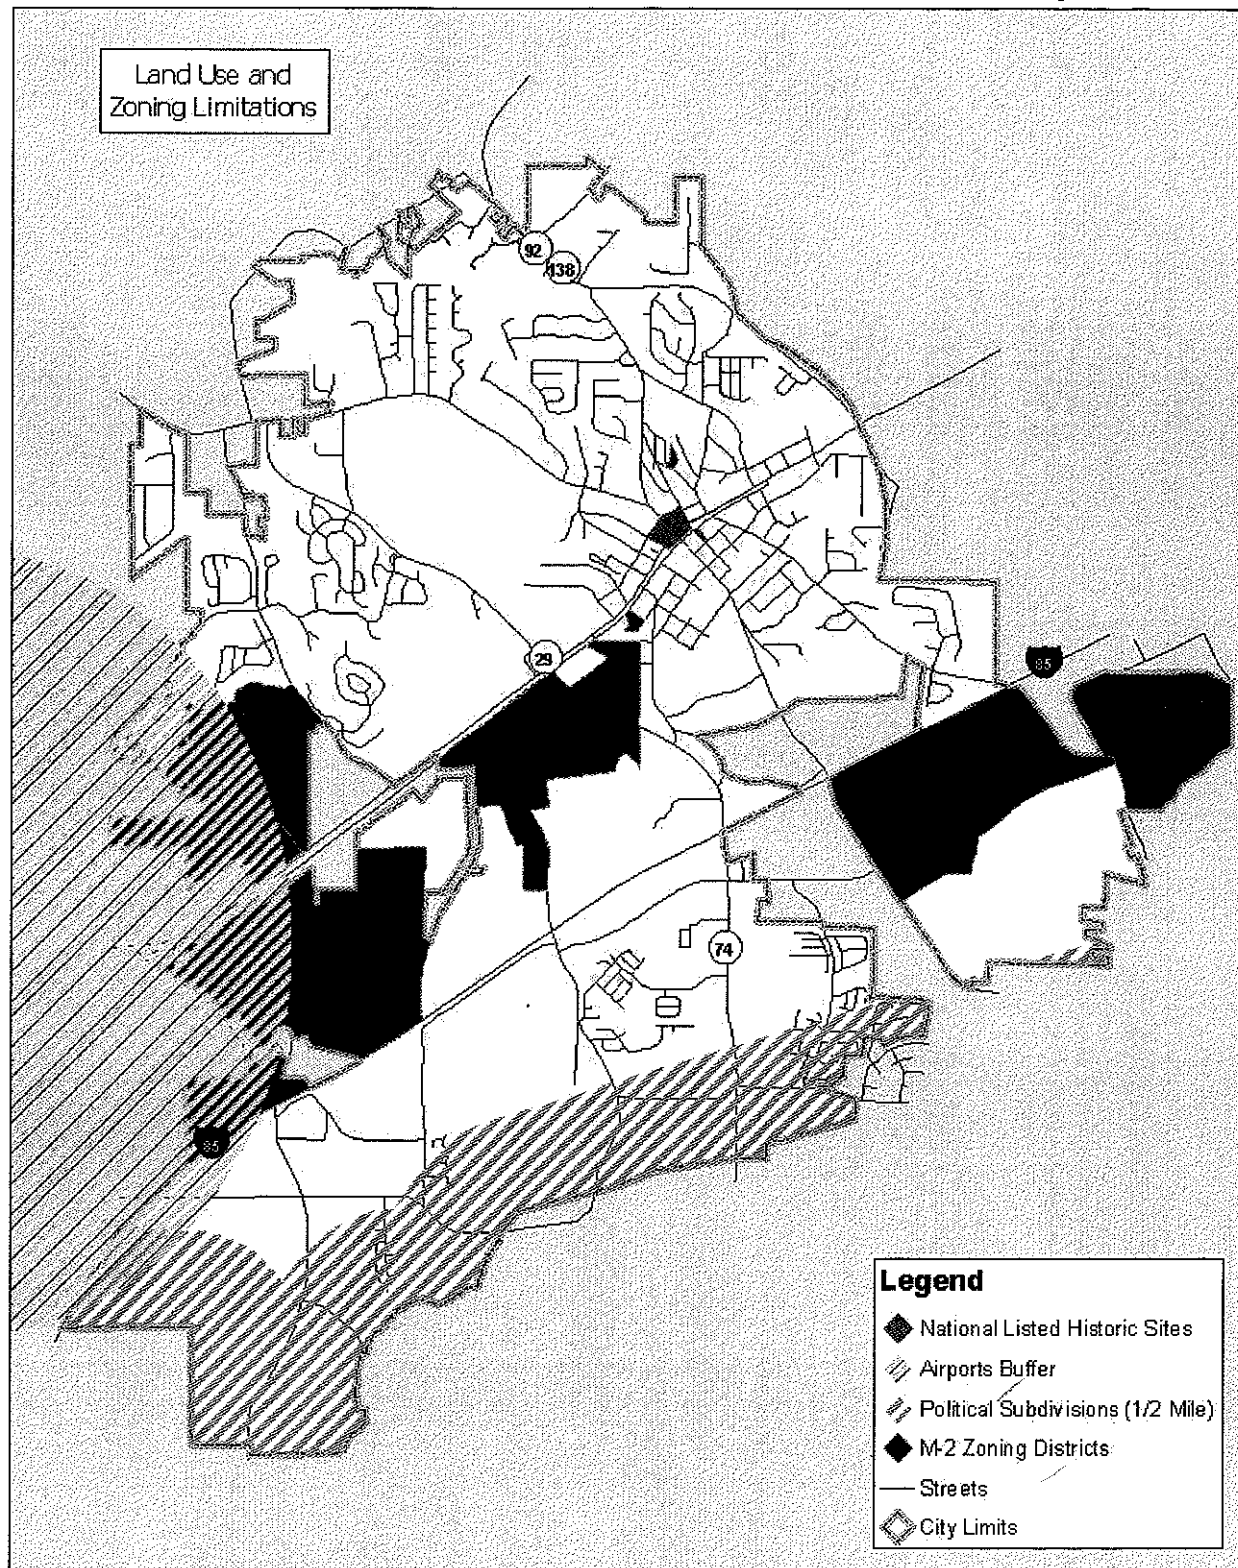 Land Use and
Zoning Limitations
92
138
29
85
74
85
Legend
National Listed Historic Sites
Airports Buffer
Political Subdivisions (1/2 Mile)
M-2 Zoning Districts
Streets
City Limits